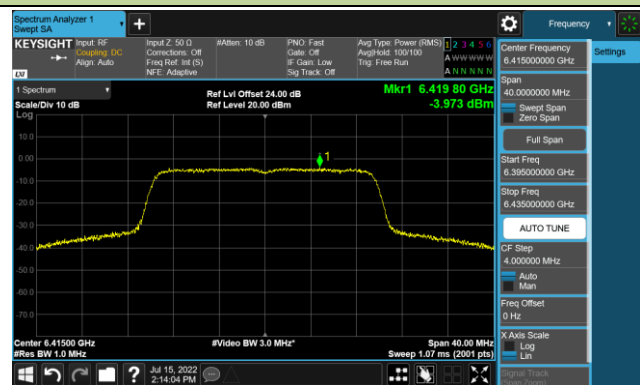 Spectrum Analyzer 1
Swept SA
+
Frequency
KEYSIGHT
Input: RF
Coupling: DC
Align: Auto
Input Z: 50 Ω
Corrections: Off
Freq Ref: Int (S)
NFE: Adaptive
#Atten: 10 dB
PNO: Fast
Gate: Off
IF Gain: Low
Sig Track: Off
Avg Type: Power (RMS)
Avg|Hold: 100/100
Trig: Free Run
1 2 3 4 5 6
A W W W W W
A N N N N N
LXI
Center Frequency
6.415000000 GHz
Settings
Span
40.0000000 MHz
Swept Span
Zero Span
Full Span
Start Freq
6.395000000 GHz
Stop Freq
6.435000000 GHz
AUTO TUNE
CF Step
4.000000 MHz
Auto
Man
Freq Offset
0 Hz
X Axis Scale
Log
Lin
Signal Track
(Span Zoom)
1 Spectrum
Scale/Div 10 dB
Log
Ref Lvl Offset 24.00 dB
Ref Level 20.00 dBm
Mkr1 6.419 80 GHz
-3.973 dBm
10.0
0.00
-10.0
-20.0
-30.0
-40.0
-50.0
-60.0
-70.0
1
Center 6.41500 GHz
#Res BW 1.0 MHz
#Video BW 3.0 MHz*
Span 40.00 MHz
Sweep 1.07 ms (2001 pts)
?
Jul 15, 2022
2:14:04 PM